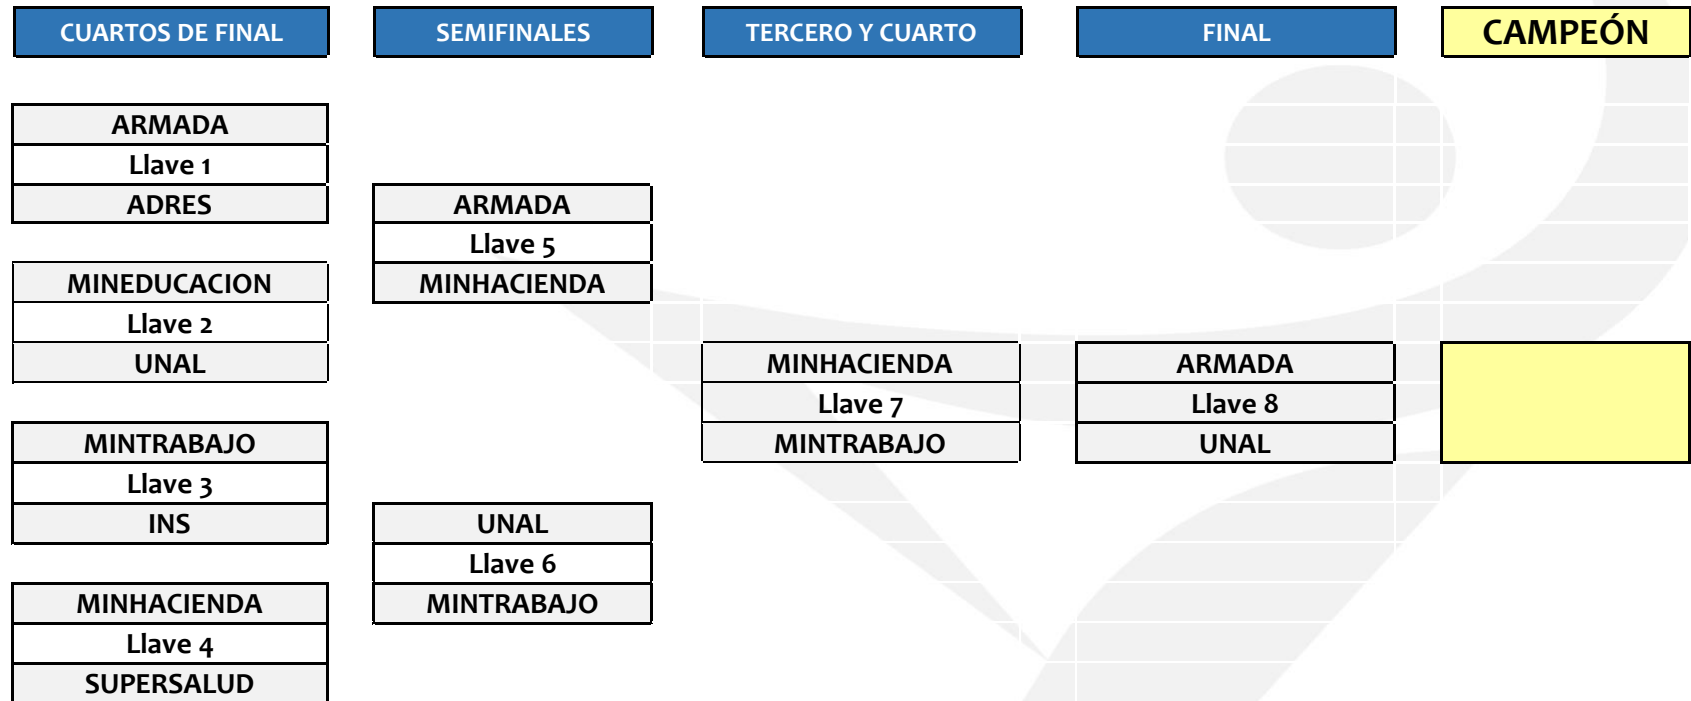 CUARTOS DE FINAL
SEMIFINALES
TERCERO Y CUARTO
FINAL
CAMPEÓN
ARMADA
Llave 1
ADRES
MINEDUCACION
Llave 2
UNAL
MINTRABAJO
Llave 3
INS
MINHACIENDA
Llave 4
SUPERSALUD
ARMADA
Llave 5
MINHACIENDA
UNAL
Llave 6
MINTRABAJO
MINHACIENDA
Llave 7
MINTRABAJO
ARMADA
Llave 8
UNAL